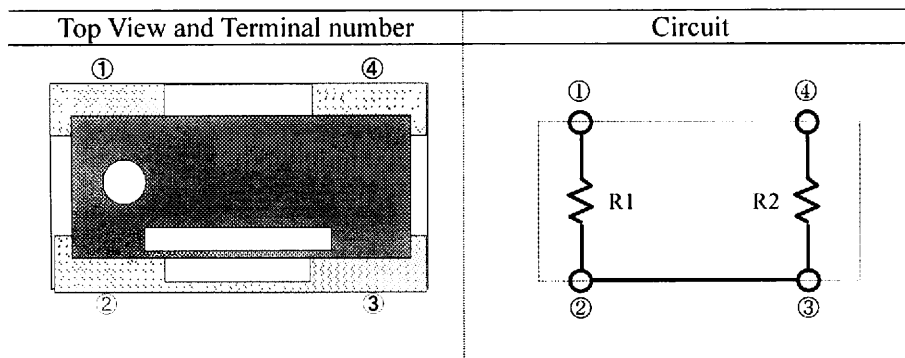 Top View and Terminal number
Circuit
① ④
② ③
① ④
R1 R2
② ③